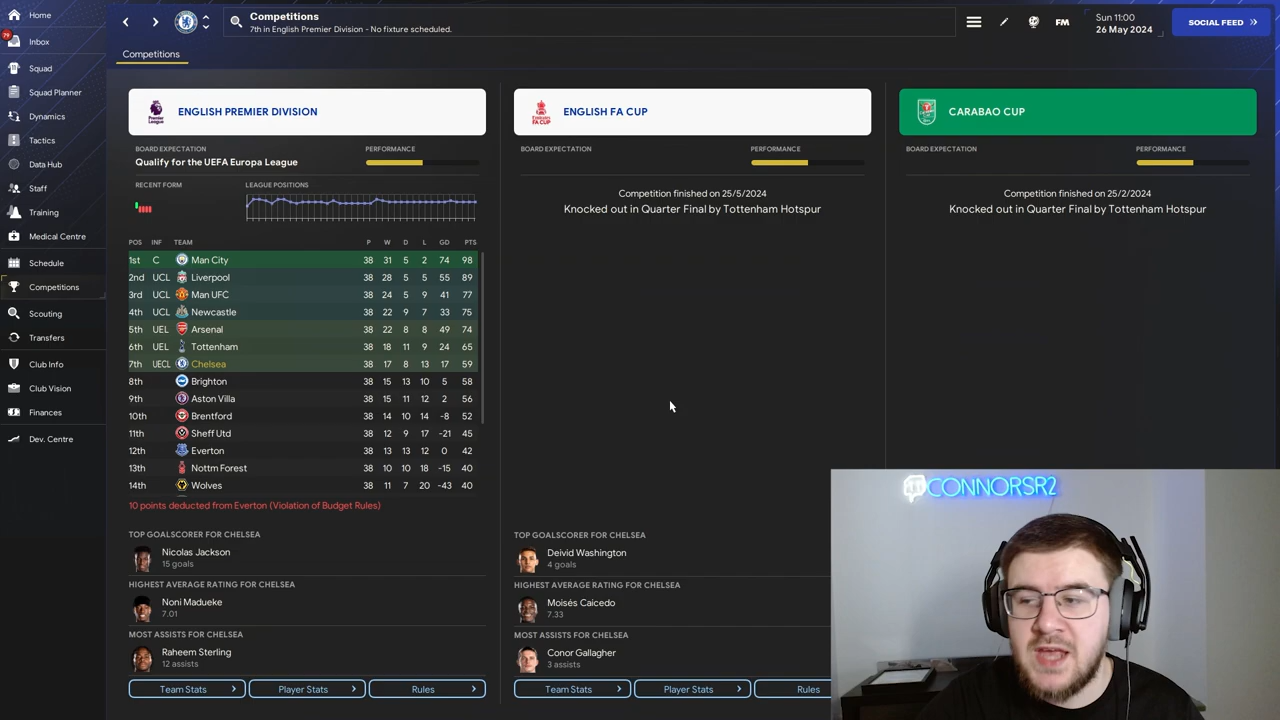 Home
79
Inbox
Squad
Squad Planner
Dynamics
Tactics
Data Hub
Staff
Training
Medical Centre
Schedule
Competitions
Scouting
Transfers
Club Info
Club Vision
Finances
Dev. Centre
Competitions
7th in English Premier Division - No fixture scheduled.
FM
Sun 11:00
26 May 2024
SOCIAL FEED
Competitions
ENGLISH PREMIER DIVISION
BOARD EXPECTATION PERFORMANCE
Qualify for the UEFA Europa League
RECENT FORM LEAGUE POSITIONS
POS INF TEAM P W D L GD PTS
1st C Man City 38 31 5 2 74 98
2nd UCL Liverpool 38 28 5 5 55 89
3rd UCL Man UFC 38 24 5 9 41 77
4th UCL Newcastle 38 22 9 7 33 75
5th UEL Arsenal 38 22 8 8 49 74
6th UEL Tottenham 38 18 11 9 24 65
7th UECL Chelsea 38 17 8 13 17 59
8th Brighton 38 15 13 10 5 58
9th Aston Villa 38 15 11 12 2 56
10th Brentford 38 14 10 14 -8 52
11th Sheff Utd 38 12 9 17 -21 45
12th Everton 38 13 13 12 0 42
13th Nottm Forest 38 10 10 18 -15 40
14th Wolves 38 11 7 20 -43 40
10 points deducted from Everton (Violation of Budget Rules)
TOP GOALSCORER FOR CHELSEA
Nicolas Jackson
15 goals
HIGHEST AVERAGE RATING FOR CHELSEA
Noni Madueke
7.01
MOST ASSISTS FOR CHELSEA
Raheem Sterling
12 assists
Team Stats Player Stats Rules
Premier League
Emirates FA CUP
ENGLISH FA CUP
BOARD EXPECTATION PERFORMANCE
Competition finished on 25/5/2024
Knocked out in Quarter Final by Tottenham Hotspur
TOP GOALSCORER FOR CHELSEA
Deivid Washington
4 goals
HIGHEST AVERAGE RATING FOR CHELSEA
Moisés Caicedo
7.33
MOST ASSISTS FOR CHELSEA
Conor Gallagher
3 assists
Team Stats Player Stats Rules
CARABAO CUP
BOARD EXPECTATION PERFORMANCE
Competition finished on 25/2/2024
Knocked out in Quarter Final by Tottenham Hotspur
CONNORSR2